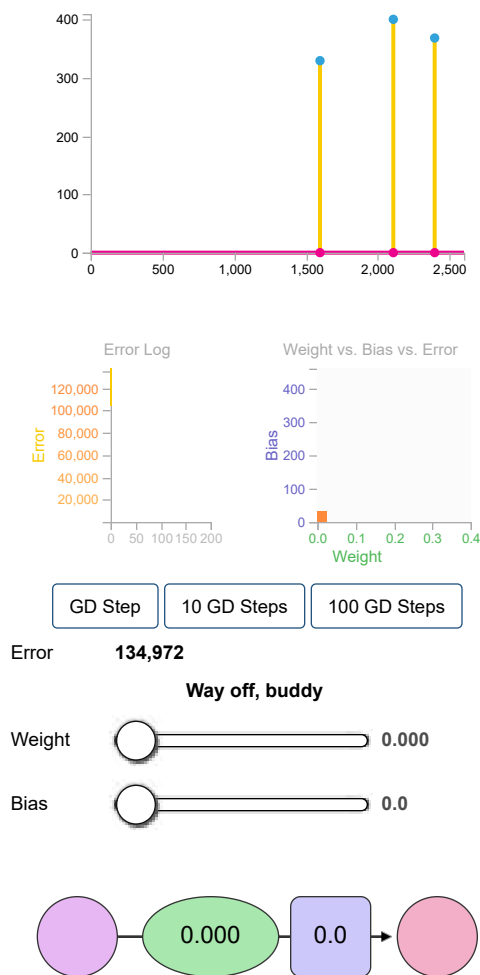 400
300
200
100
0
0 500 1,000 1,500 2,000 2,500
Error Log
120,000
100,000
80,000
60,000
40,000
20,000
Error
0 50 100 150 200
Weight vs. Bias vs. Error
400
300
200
100
0
Bias
0.0 0.1 0.2 0.3 0.4
Weight
GD Step 10 GD Steps 100 GD Steps
Error 134,972
Way off, buddy
Weight 0.000
Bias 0.0
0.000 0.0